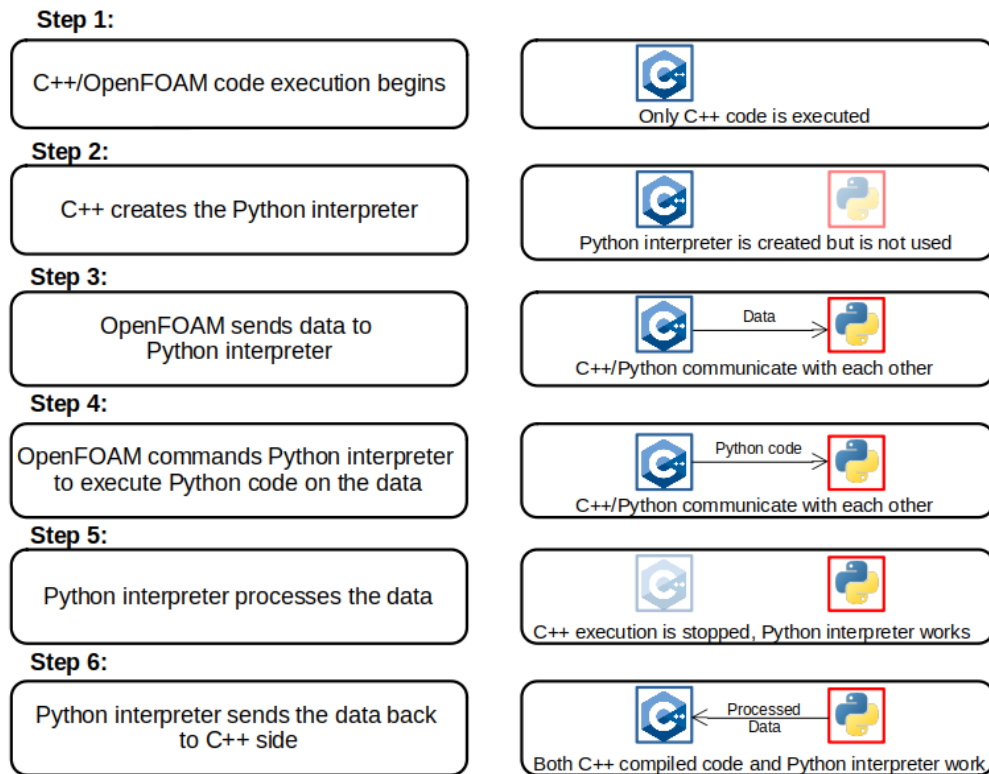 Step 1:
C++/OpenFOAM code execution begins
C++
Only C++ code is executed
Step 2:
C++ creates the Python interpreter
C++
Python interpreter is created but is not used
Step 3:
OpenFOAM sends data to
Python interpreter
C++
Data
C++/Python communicate with each other
Step 4:
OpenFOAM commands Python interpreter
to execute Python code on the data
C++
Python code
C++/Python communicate with each other
Step 5:
Python interpreter processes the data
C++
C++ execution is stopped, Python interpreter works
Step 6:
Python interpreter sends the data back
to C++ side
C++
Processed
Data
Both C++ compiled code and Python interpreter work